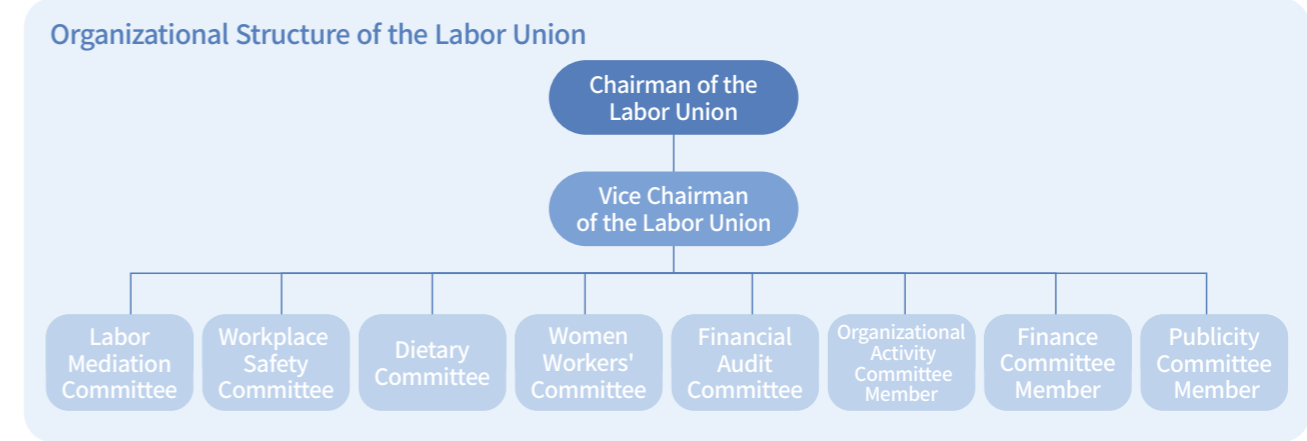 Organizational Structure of the Labor Union
Chairman of the
Labor Union
Vice Chairman
of the Labor Union
Labor
Mediation
Committee
Workplace
Safety
Committee
Dietary
Committee
Women
Workers'
Committee
Financial
Audit
Committee
Organizational
Activity
Committee
Member
Finance
Committee
Member
Publicity
Committee
Member